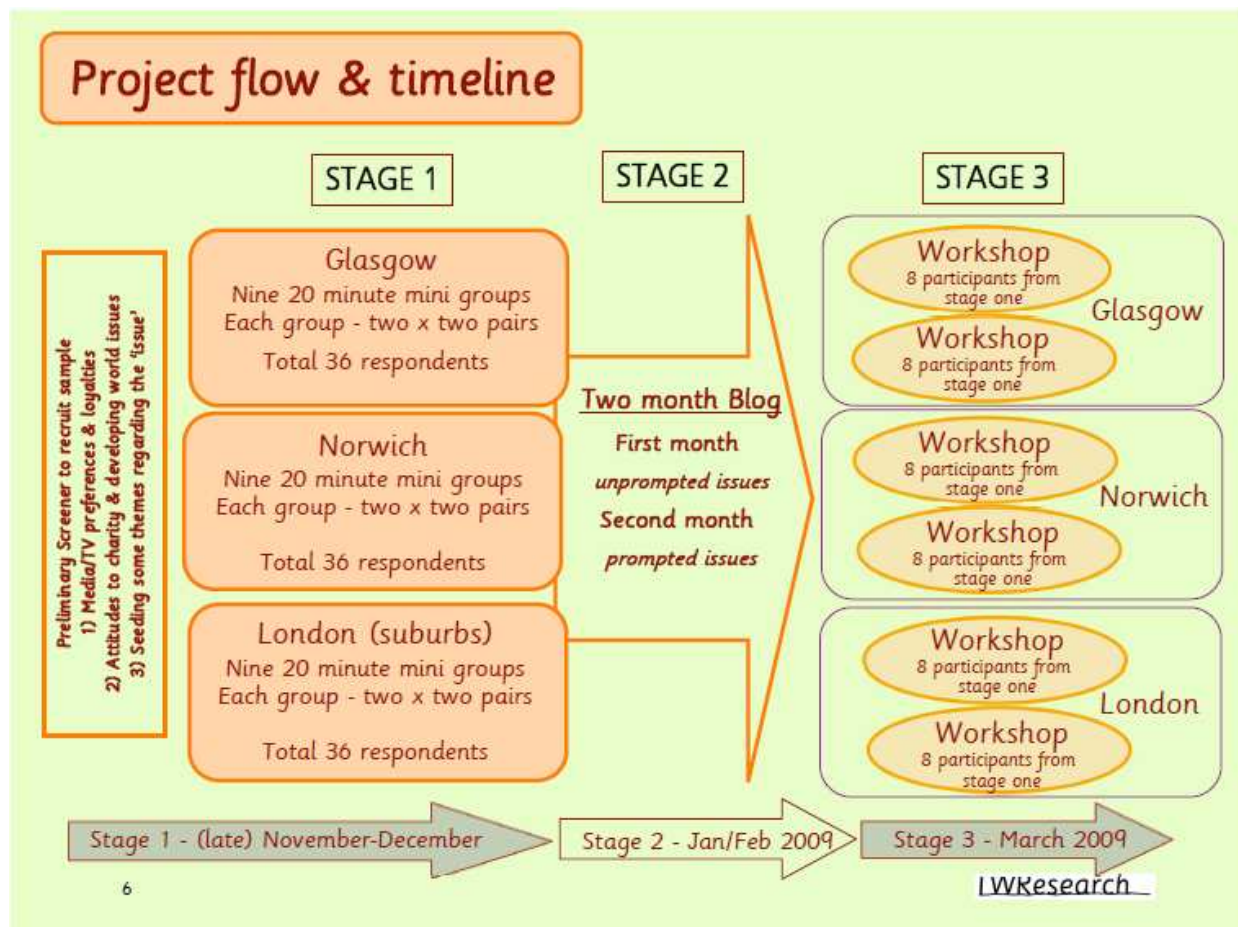 Project flow & timeline
STAGE 1
STAGE 2
STAGE 3
Preliminary Screener to recruit sample
1) Media/TV preferences & loyalties
2) Attitudes to charity & developing world issues
3) Seeding some themes regarding the 'issue'
Glasgow
Nine 20 minute mini groups
Each group - two x two pairs
Total 36 respondents
Norwich
Nine 20 minute mini groups
Each group - two x two pairs
Total 36 respondents
London (suburbs)
Nine 20 minute mini groups
Each group - two x two pairs
Total 36 respondents
Two month Blog
First month
unprompted issues
Second month
prompted issues
Workshop
8 participants from
stage one
Workshop
8 participants from
stage one
Glasgow
Workshop
8 participants from
stage one
Workshop
8 participants from
stage one
Norwich
Workshop
8 participants from
stage one
Workshop
8 participants from
stage one
London
Stage 1 - (late) November-December
Stage 2 - Jan/Feb 2009
Stage 3 - March 2009
6
TWResearch